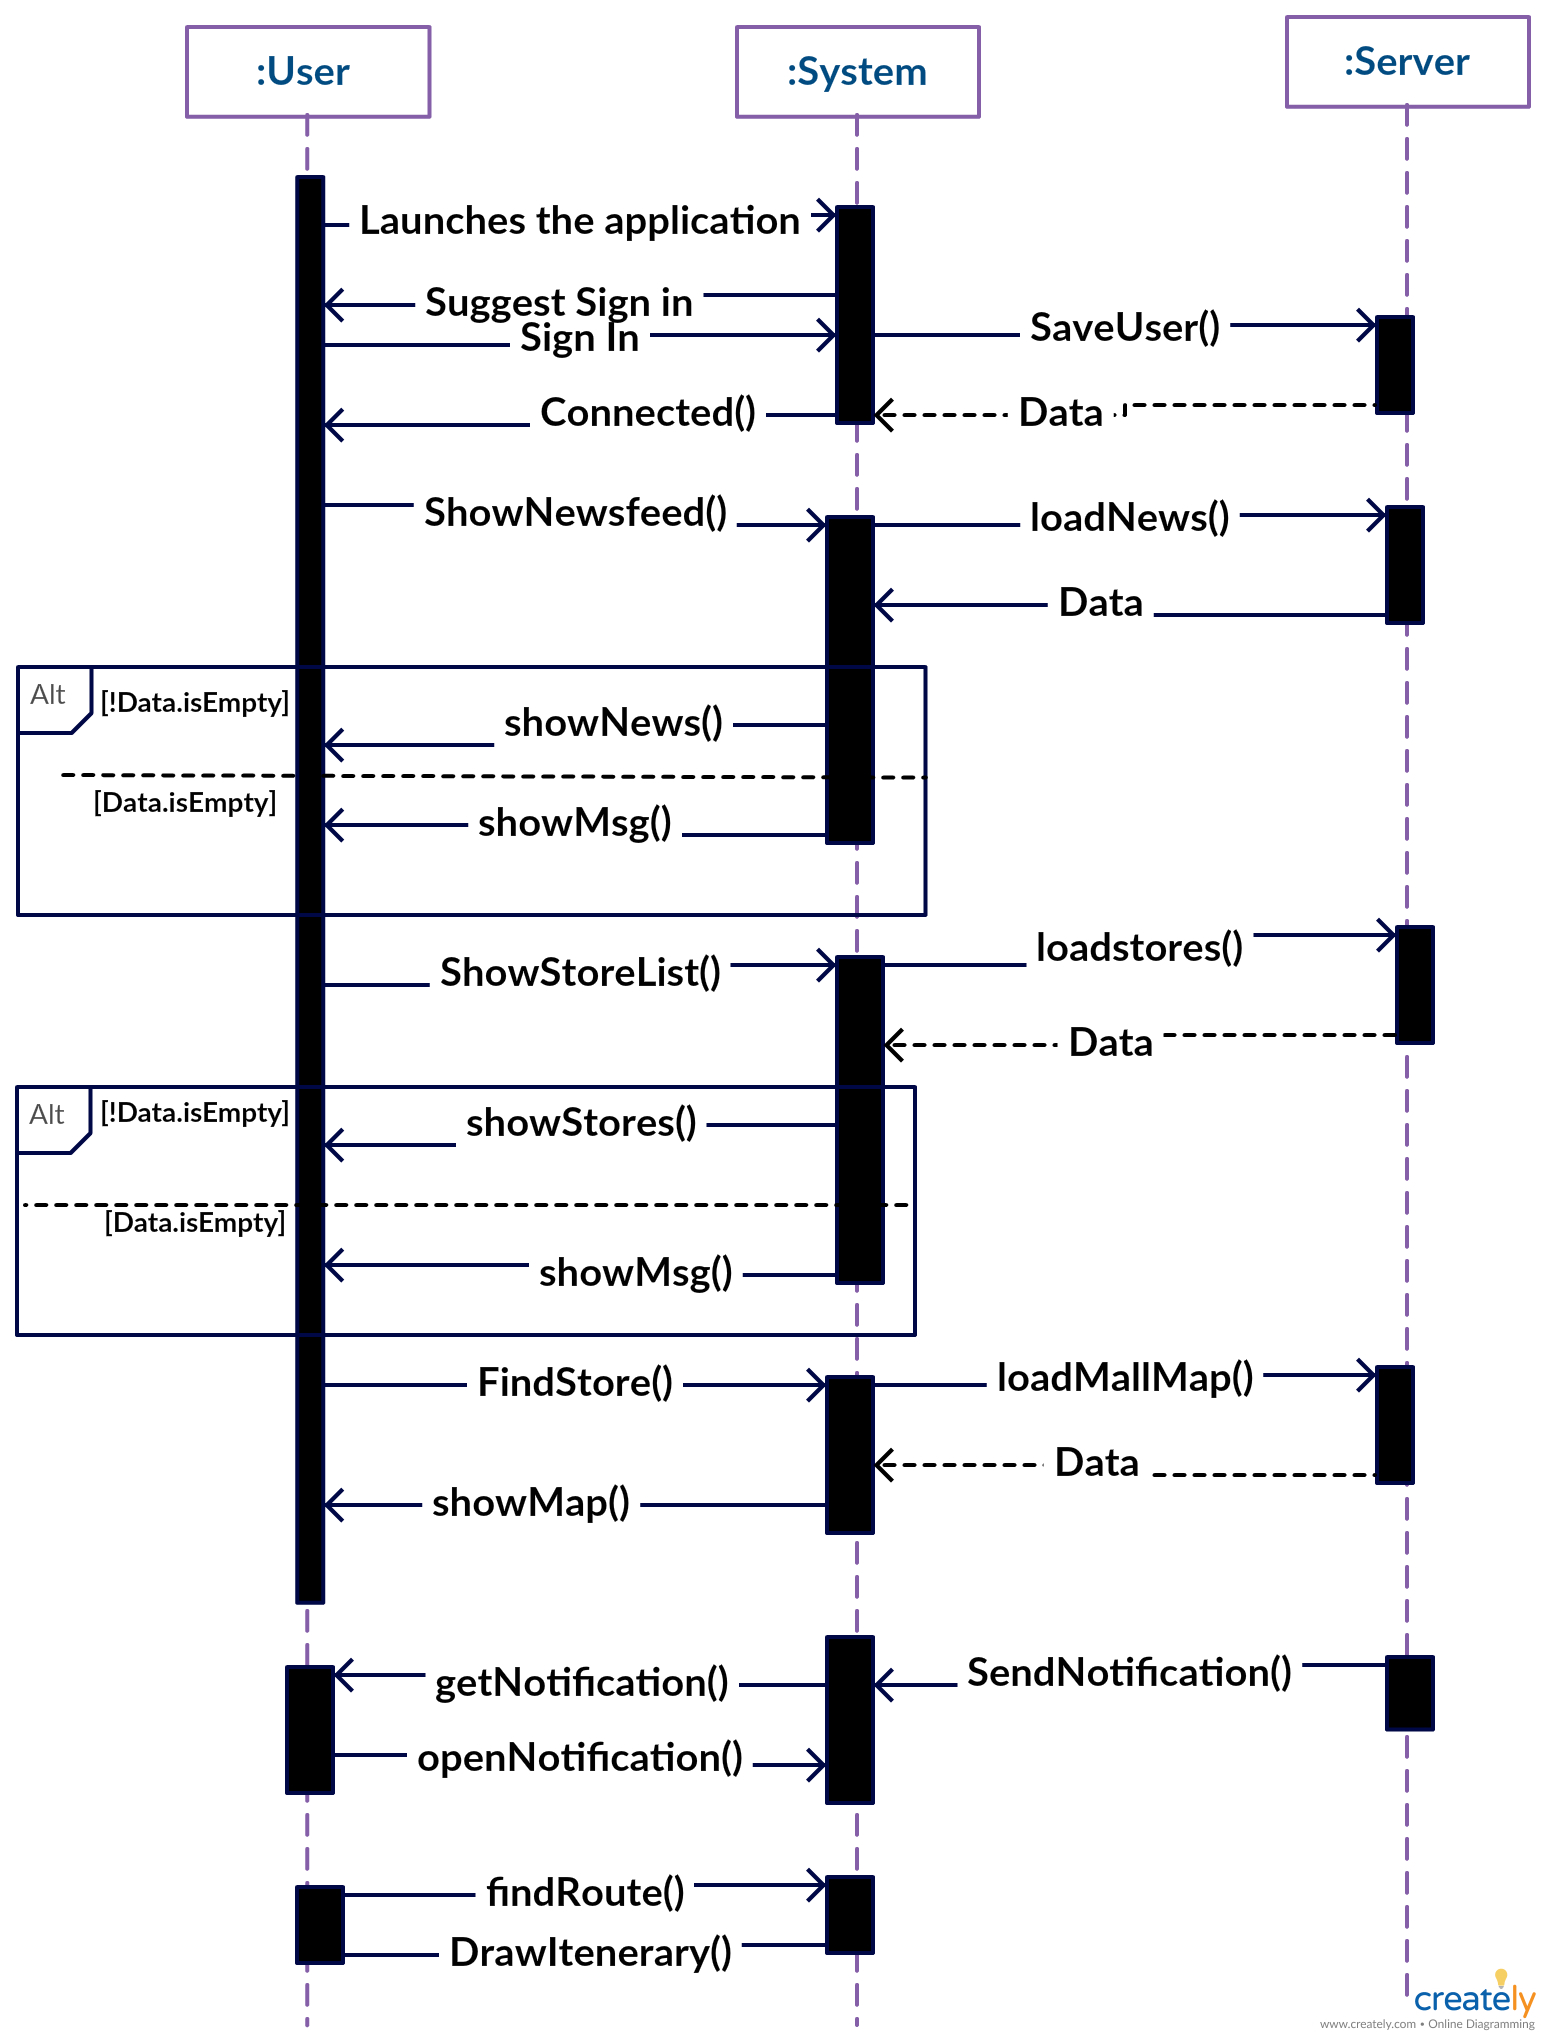 :User
:System
:Server
Launches the application
Suggest Sign in
Sign In
SaveUser()
Connected()
Data
ShowNewsfeed()
loadNews()
Data
Alt
[!Data.isEmpty]
showNews()
[Data.isEmpty]
showMsg()
ShowStoreList()
loadstores()
Data
Alt
[!Data.isEmpty]
showStores()
[Data.isEmpty]
showMsg()
FindStore()
loadMallMap()
Data
showMap()
getNotification()
SendNotification()
openNotification()
findRoute()
DrawItenerary()
creately
www.creately.com • Online Diagramming